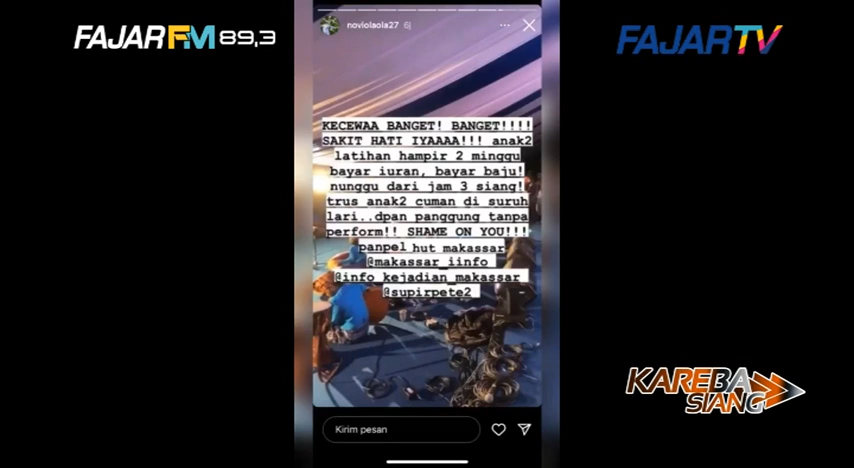 FAJAR FM 89,3
noviolaola27 6j
FAJAR TV
KECEWAA BANGET! BANGET!!!!
SAKIT HATI IYAAAA!!! anak2
latihan hampir 2 minggu
bayar iuran, bayar baju!
nunggu dari jam 3 siang!
trus anak2 cuman di suruh
lari..dpan panggung tanpa
perform!! SHAME ON YOU!!!
panpel hut makassar
@makassar_iinfo
@info_kejadian_makassar
@supirpete2
KAREBA
SIANG
Kirim pesan